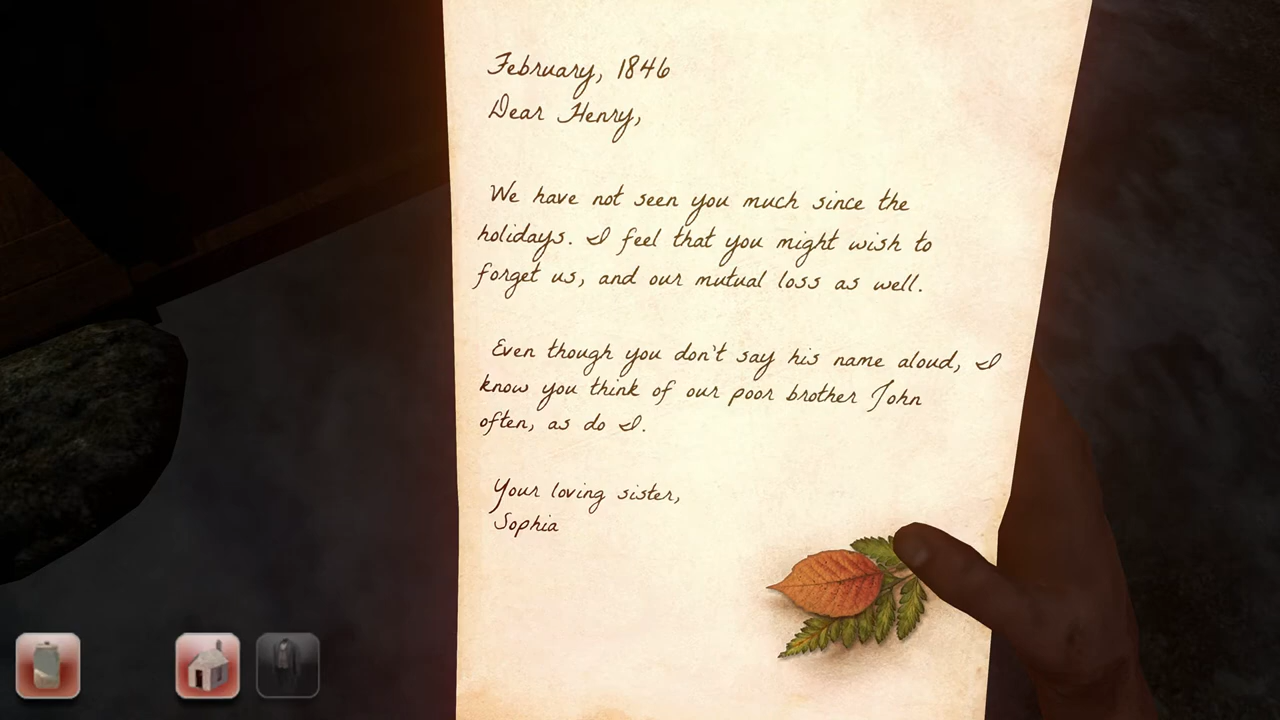 February, 1846
Dear Henry,
We have not seen you much since the
holidays. I feel that you might wish to
forget us, and our mutual loss as well.
Even though you don't say his name aloud, I
know you think of our poor brother John
often, as do I.
Your loving sister,
Sophia